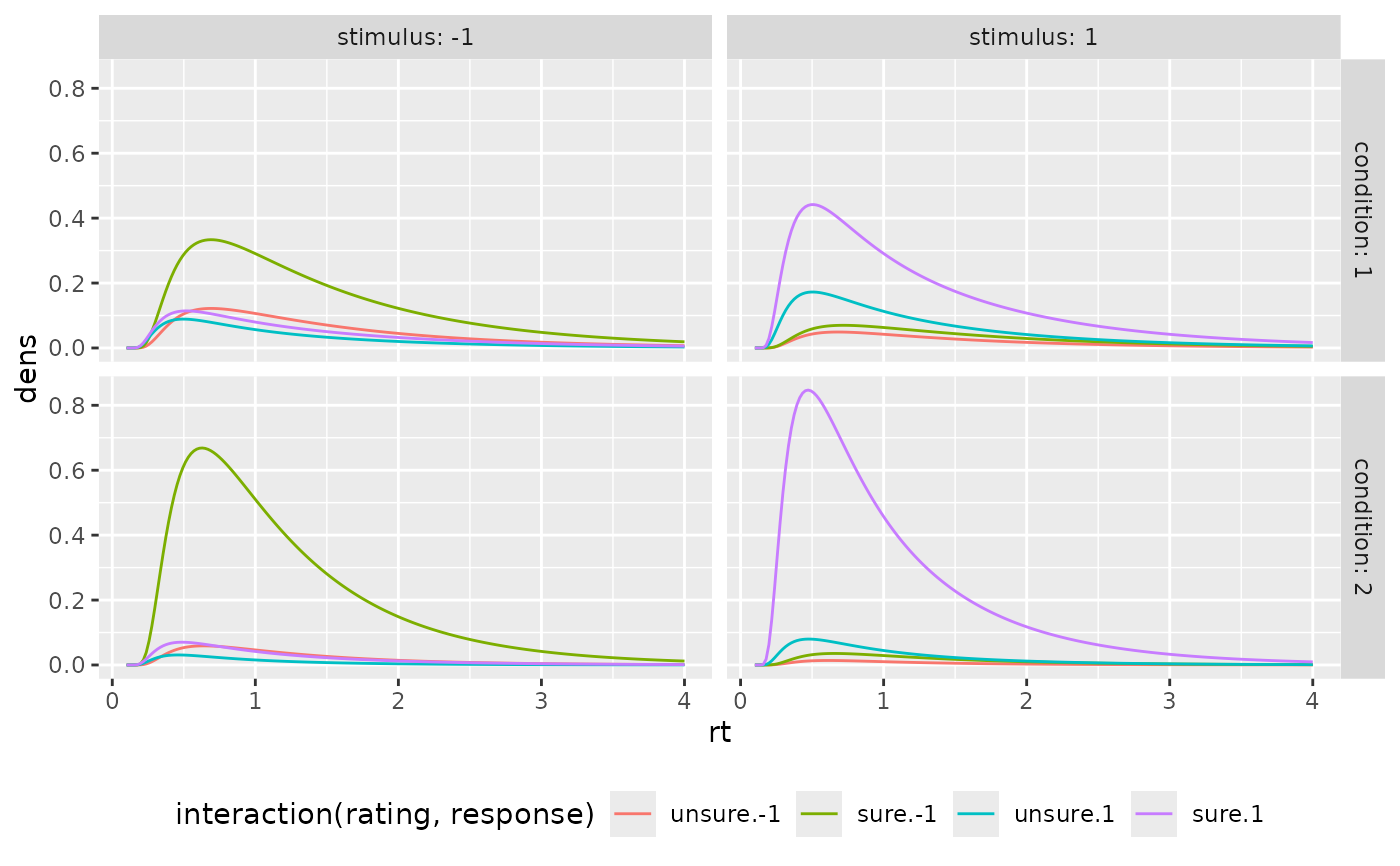 stimulus: -1
stimulus: 1
0.8
0.6
0.4
0.2
0.0
condition: 1
dens
0.8
0.6
0.4
0.2
0.0
condition: 2
0 1 2 3 4
0 1 2 3 4
rt
interaction(rating, response) unsure.-1 sure.-1 unsure.1 sure.1